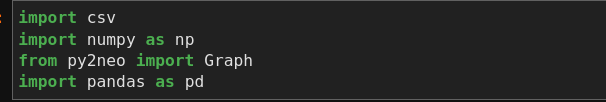 import csv
import numpy as np
from py2neo import Graph
import pandas as pd